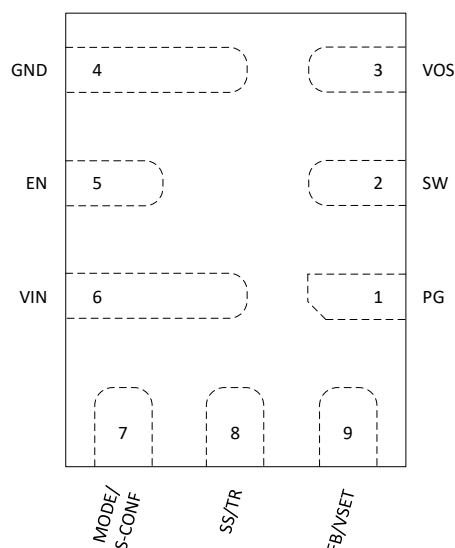 GND 4 3 VOS
EN 5 2 SW
VIN 6 1 PG
7 8 9
MODE/
S-CONF
SS/TR
FB/VSET